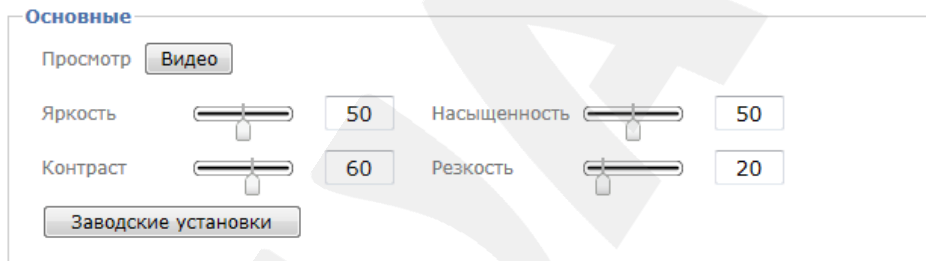 Основные
Просмотр Видео
Яркость 50 Насыщенность 50
Контраст 60 Резкость 20
Заводские установки